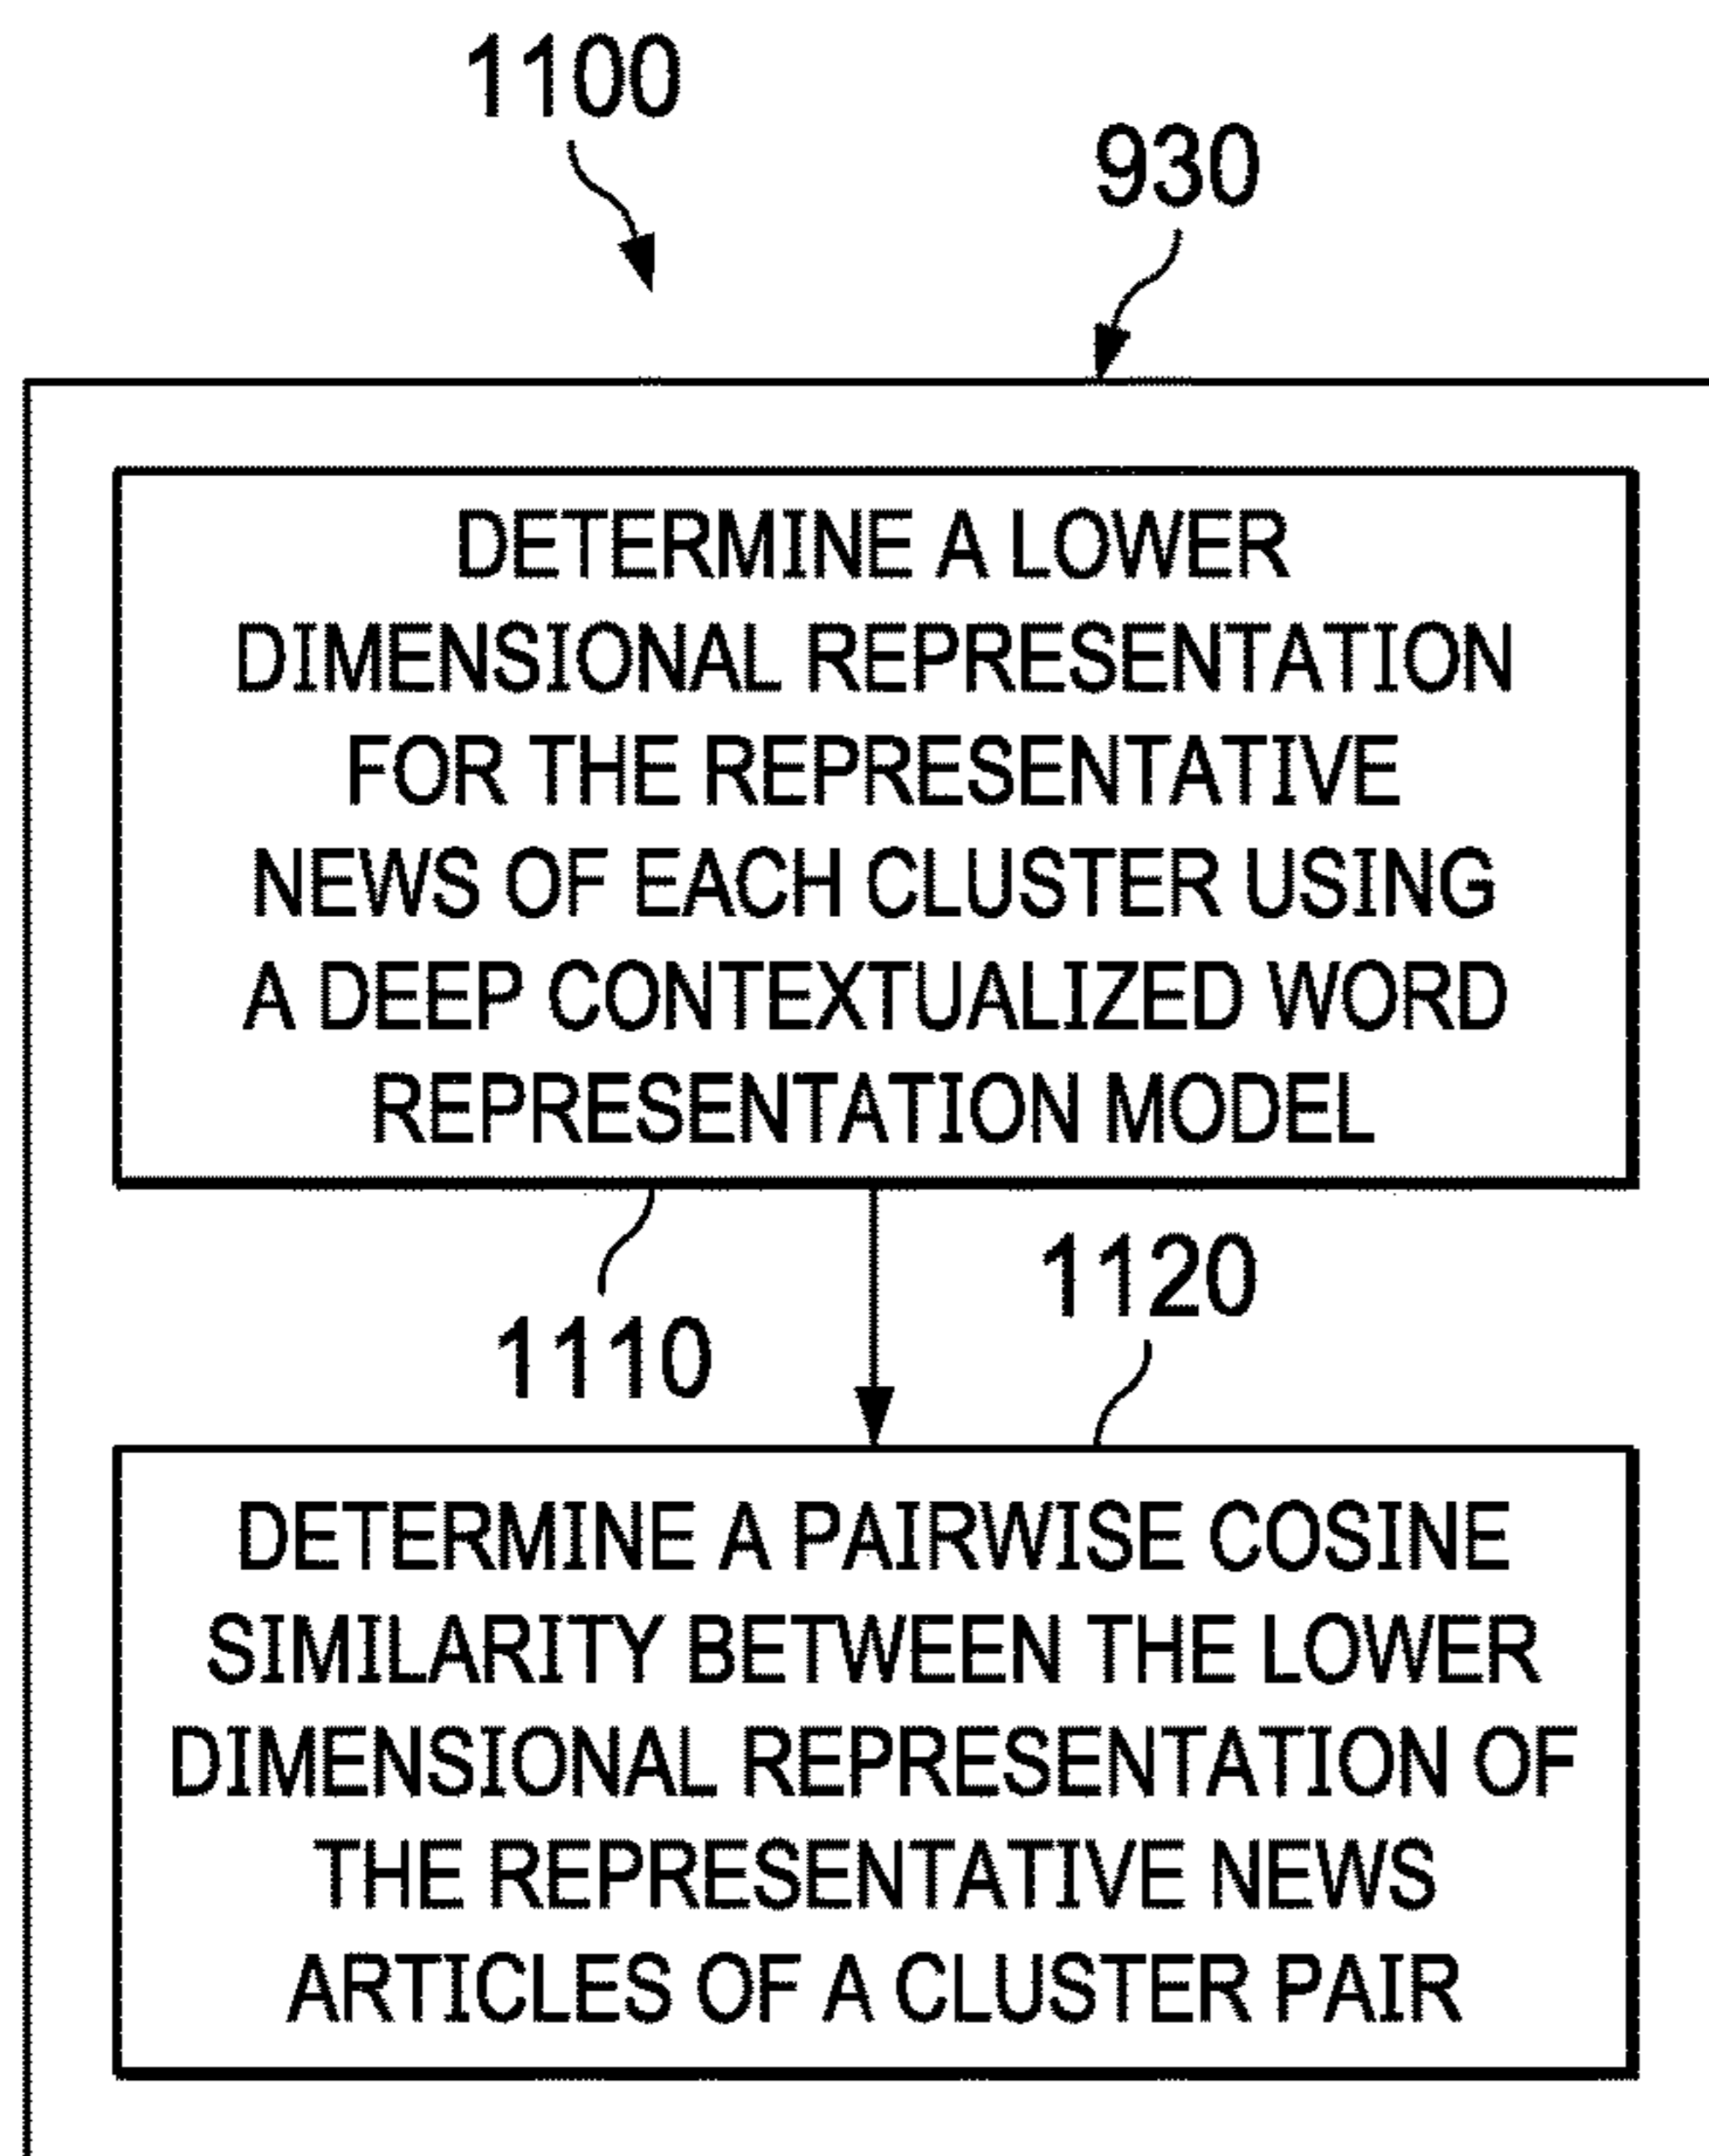 1100
930
DETERMINE A LOWER
DIMENSIONAL REPRESENTATION
FOR THE REPRESENTATIVE
NEWS OF EACH CLUSTER USING
A DEEP CONTEXTUALIZED WORD
REPRESENTATION MODEL
1110
1120
DETERMINE A PAIRWISE COSINE
SIMILARITY BETWEEN THE LOWER
DIMENSIONAL REPRESENTATION OF
THE REPRESENTATIVE NEWS
ARTICLES OF A CLUSTER PAIR